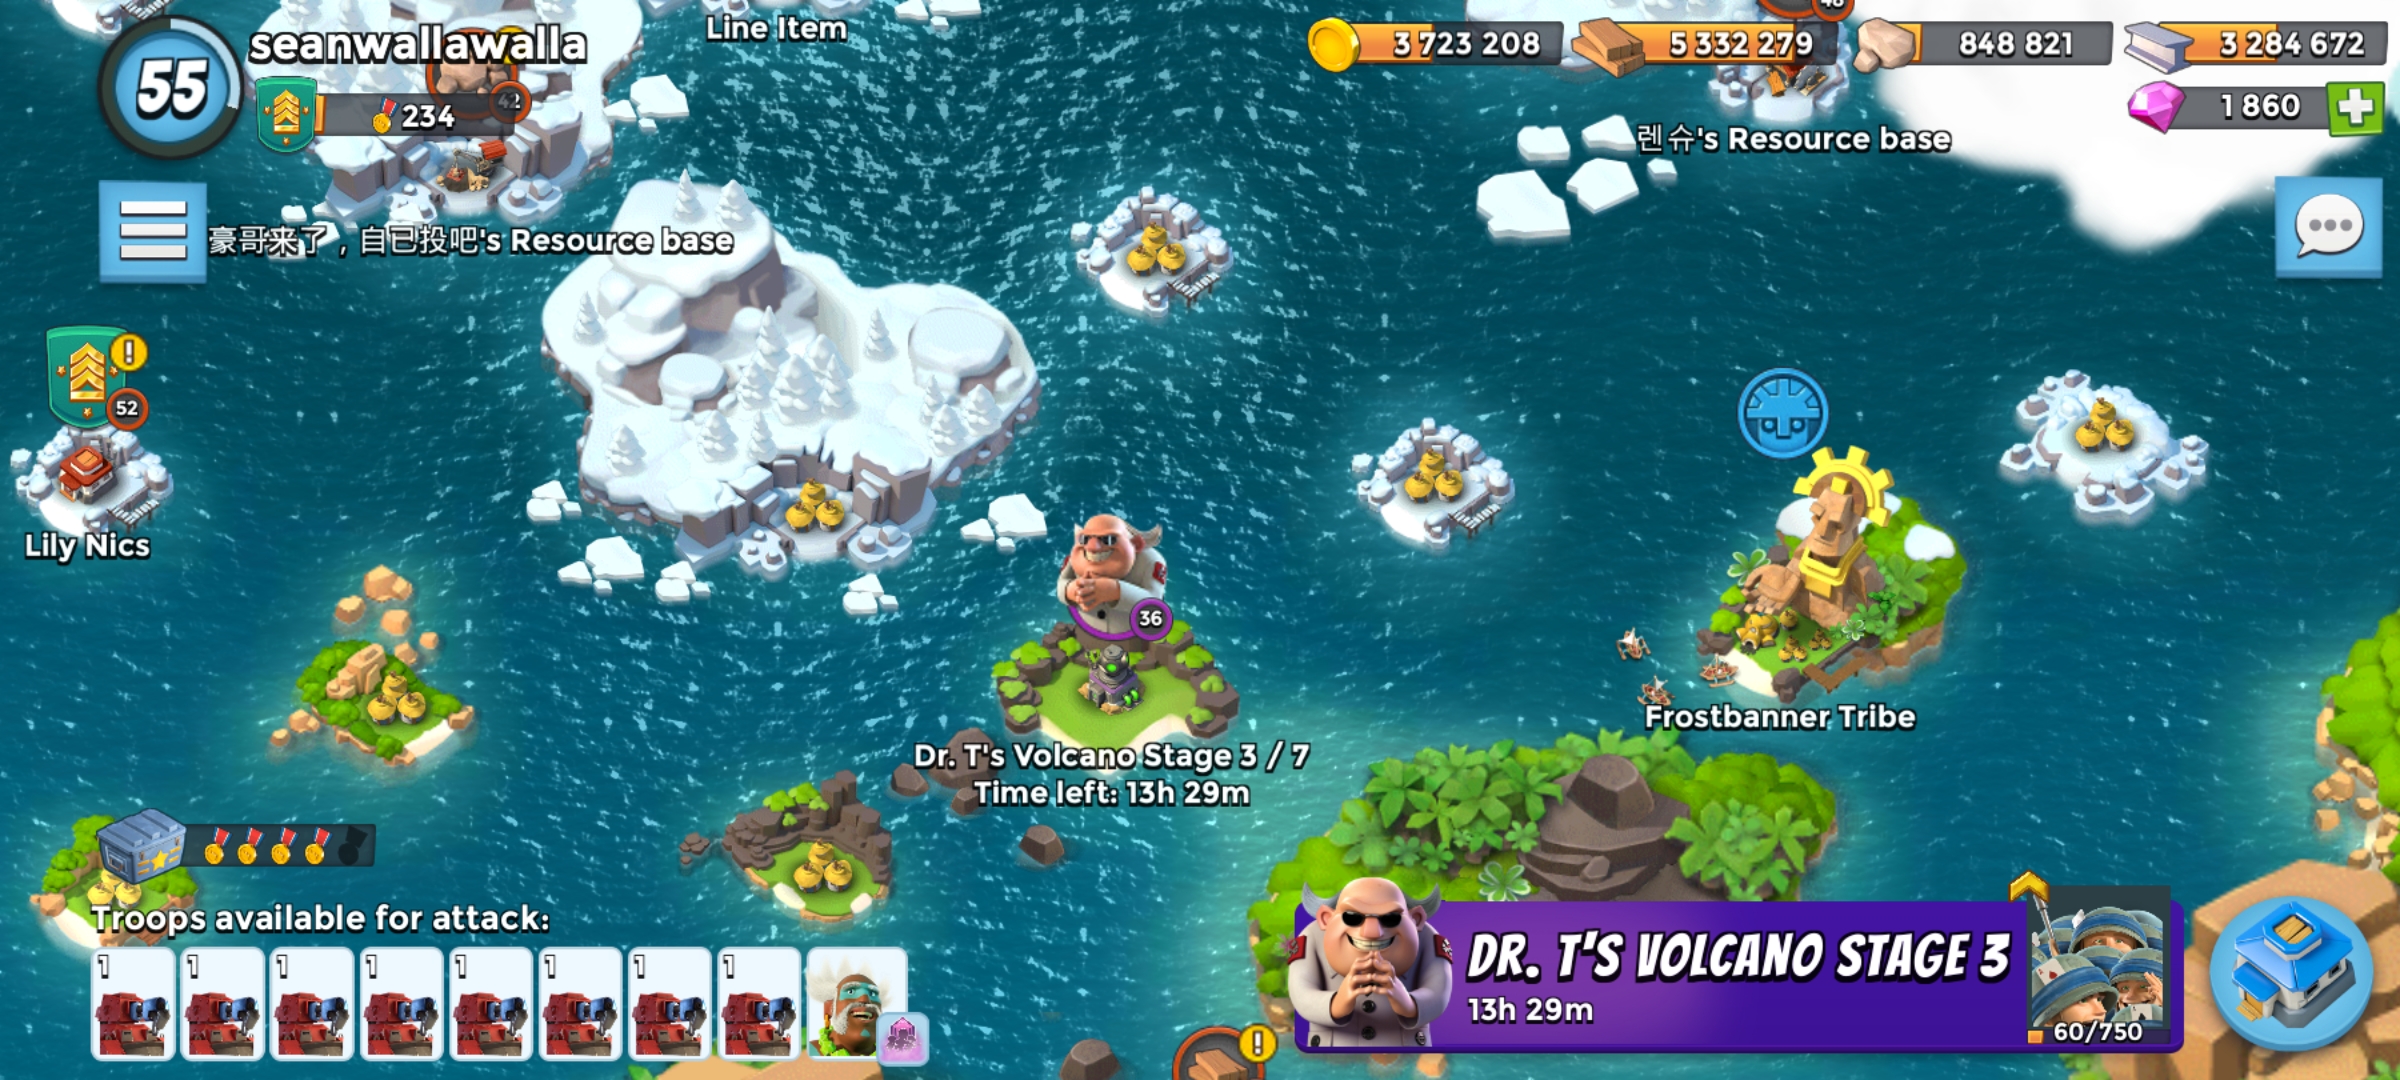 Line Item
48
55
seanwallawalla
234
42
3 723 208
5 332 279
848 821
3 284 672
1 860
렌슈's Resource base
豪哥来了，自已投吧's Resource base
52
Lily Nics
36
Dr. T's Volcano Stage 3 / 7
Time left: 13h 29m
Frostbanner Tribe
Troops available for attack:
1 1 1 1 1 1 1 1
DR. T'S VOLCANO STAGE 3
13h 29m
60/750